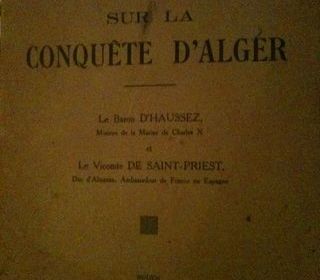 SUR LA
CONQUÊTE D'ALGER
Le Baron D'HAUSSEZ,
Ministre de la Marine de Charles X
et
Le Vicomte DE SAINT-PRIEST,
Duc d'Almazan, Ambassadeur de France en Espagne